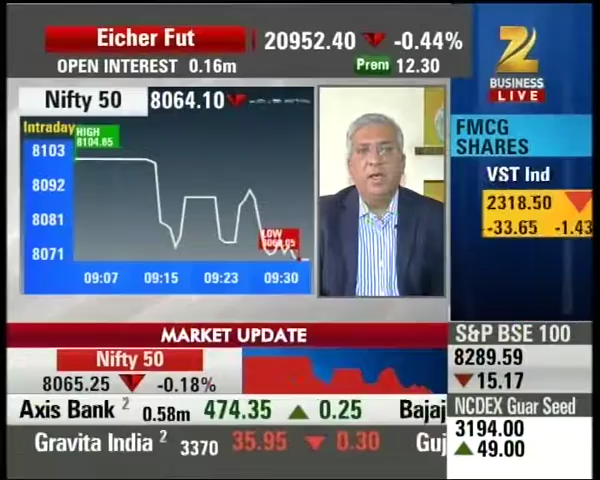 Eicher Fut
20952.40 -0.44%
OPEN INTEREST 0.16m
Prem 12.30
Z
BUSINESS
LIVE
Nifty 50 8064.10
Intraday
HIGH
8104.65
8103
8092
8081
8071
LOW
09:07 09:15 09:23 09:30
FMCG
SHARES
VST Ind
2318.50
-33.65 -1.43
MARKET UPDATE
Nifty 50
8065.25 -0.18%
S&P BSE 100
8289.59
15.17
NCDEX Guar Seed
3194.00
49.00
Axis Bank 2 0.58m 474.35 0.25 Bajaj
Gravita India 2 3370 35.95 0.30 Guj